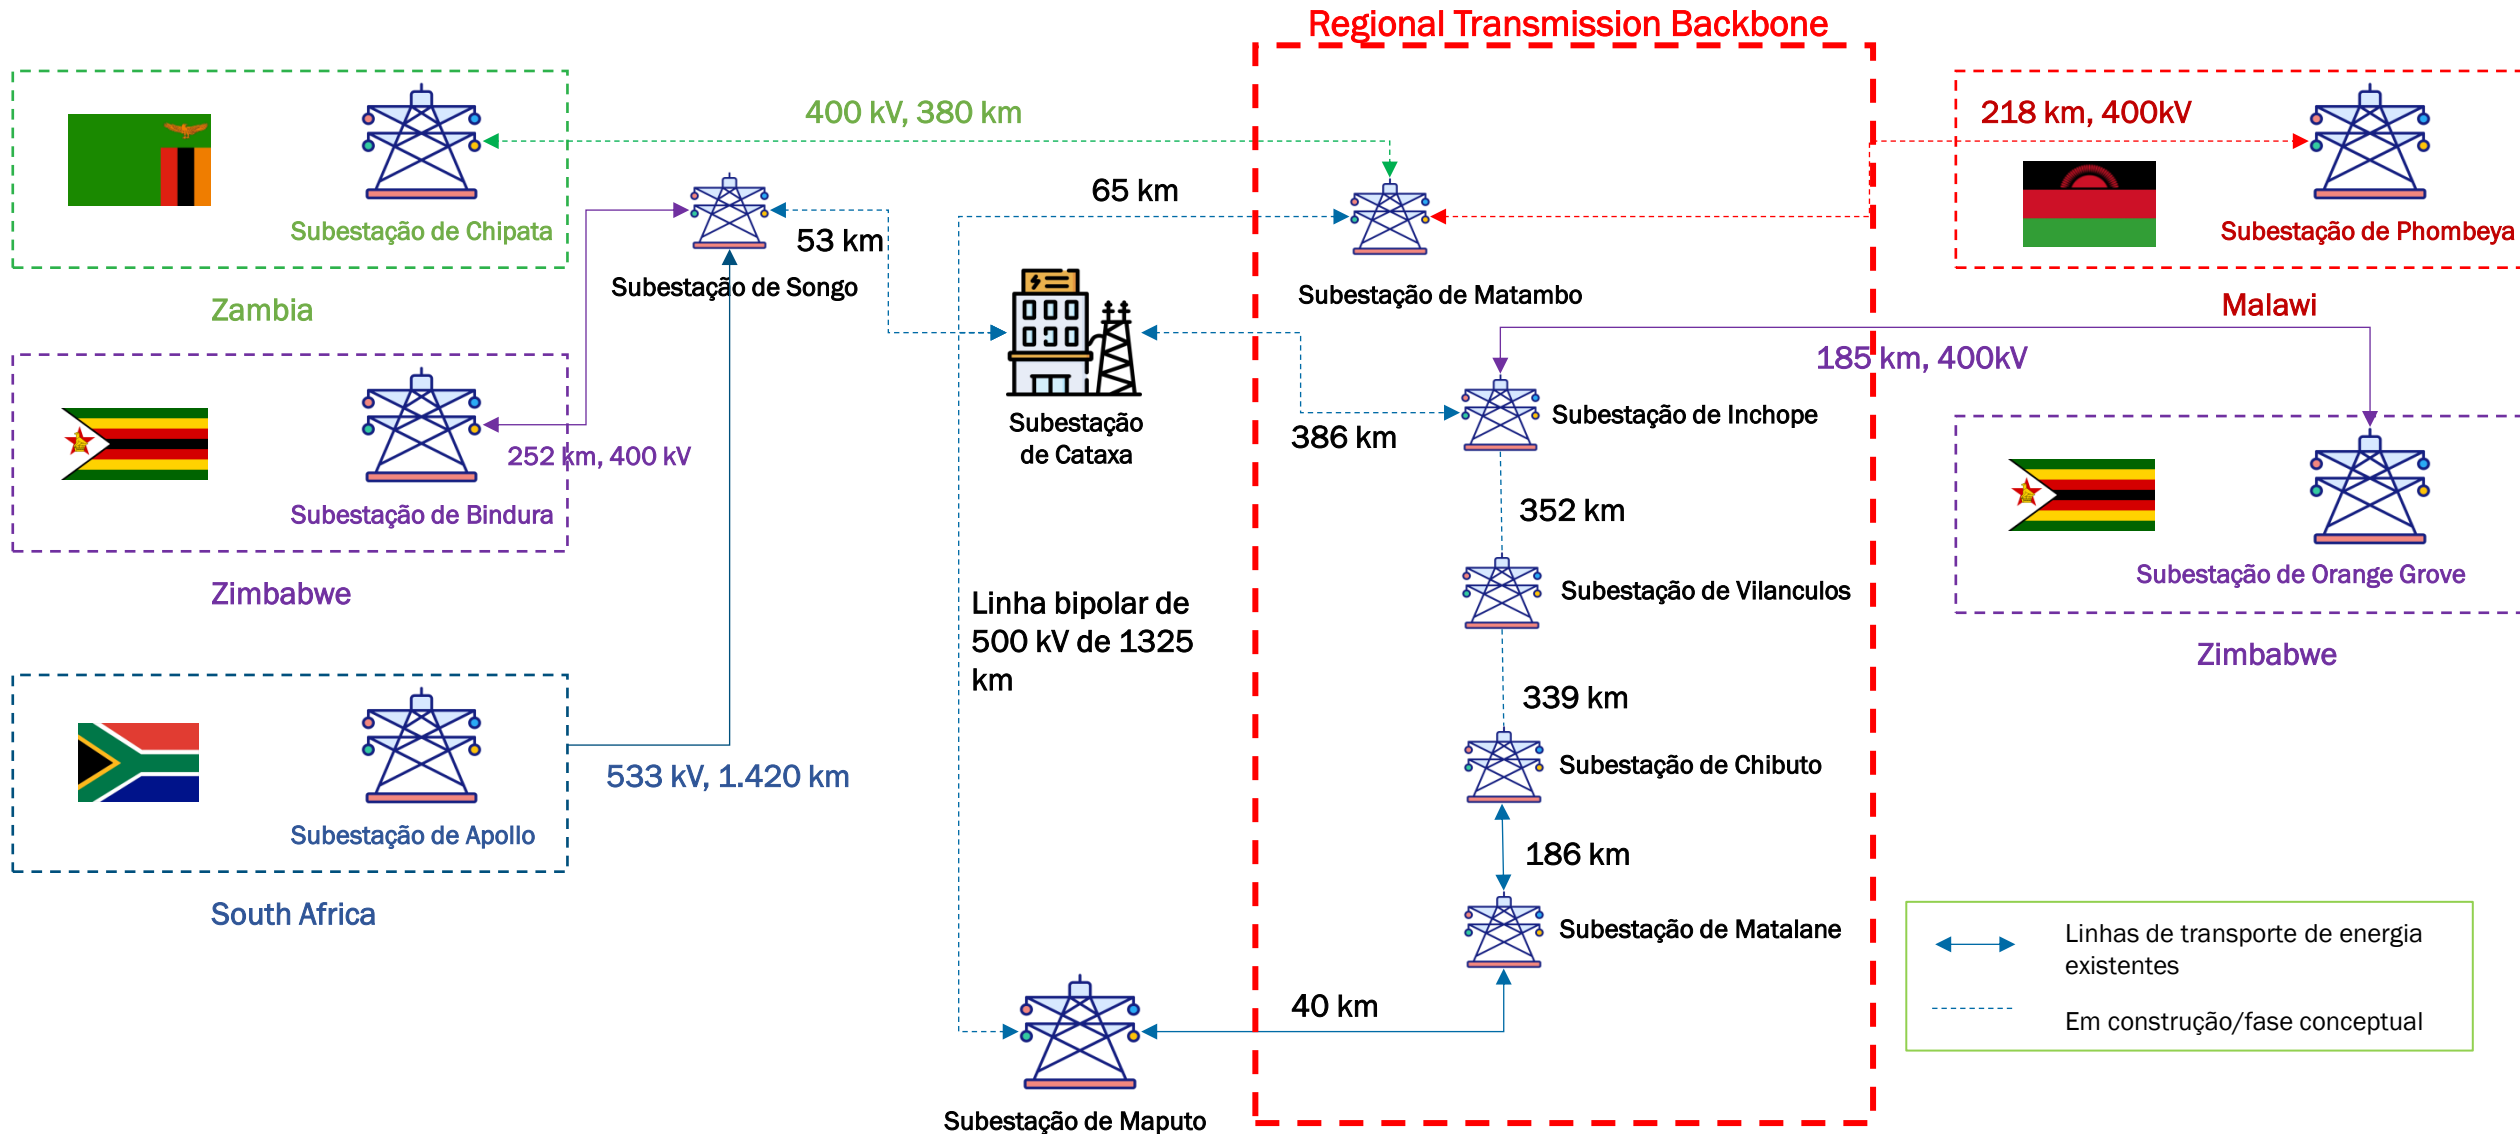 Regional Transmission Backbone
400 kV, 380 km
218 km, 400kV
65 km
Subestação de Chipata
53 km
Subestação de Phombeya
Subestação de Songo
Subestação de Matambo
Zambia
Malawi
185 km, 400kV
Subestação
de Cataxa
Subestação de Inchope
386 km
252 km, 400 kV
Subestação de Bindura
352 km
Zimbabwe
Linha bipolar de
500 kV de 1325
km
Subestação de Vilanculos
Subestação de Orange Grove
Zimbabwe
339 km
533 kV, 1.420 km
Subestação de Chibuto
Subestação de Apollo
186 km
South Africa
Subestação de Matalane
Linhas de transporte de energia
existentes
40 km
Em construção/fase conceptual
Subestação de Maputo